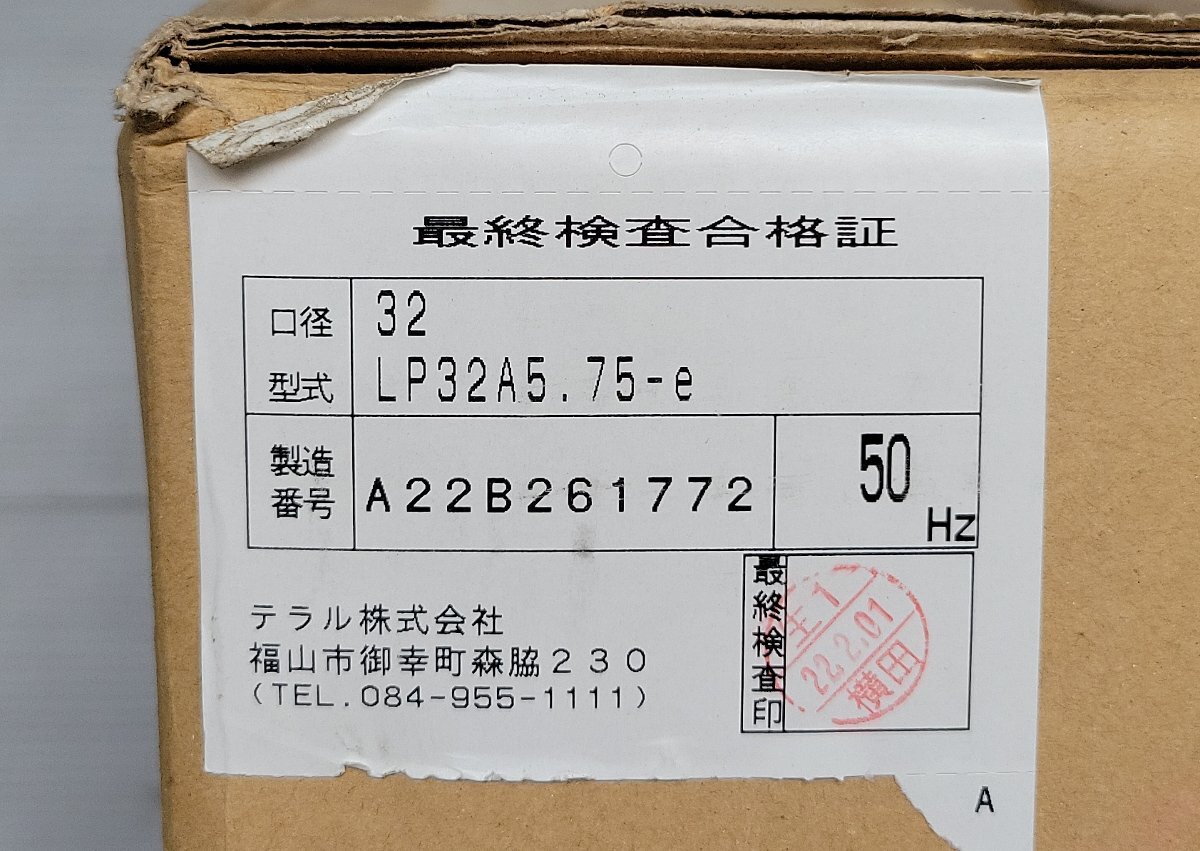 最終検査合格証
口径 32
型式 LP32A5.75-e
製造番号 A22B261772
50 Hz
テラル株式会社
福山市御幸町森脇230
(TEL.084-955-1111)
最終検査印
主1
22.2.01
横田
A